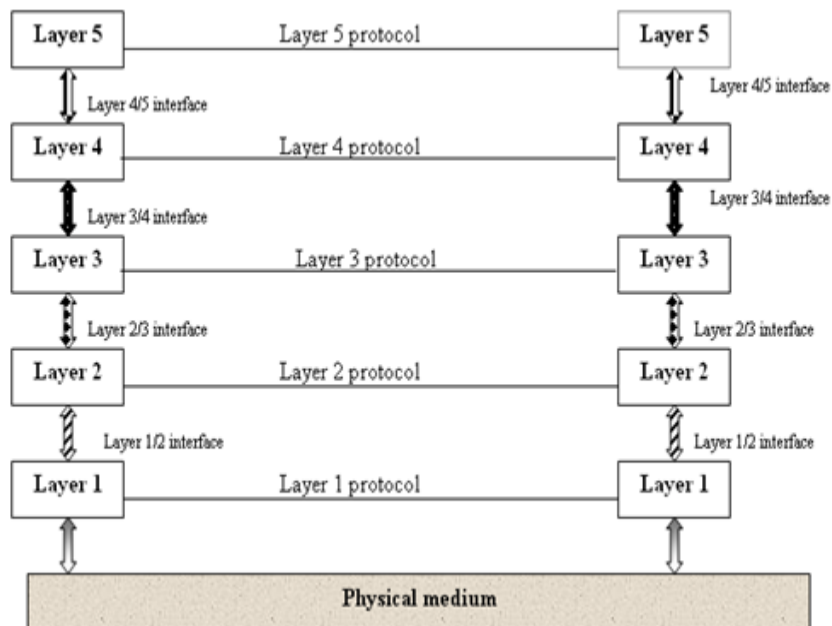 Layer 5 Layer 5 protocol Layer 5
Layer 4/5 interface Layer 4/5 interface
Layer 4 Layer 4 protocol Layer 4
Layer 3/4 interface Layer 3/4 interface
Layer 3 Layer 3 protocol Layer 3
Layer 2/3 interface Layer 2/3 interface
Layer 2 Layer 2 protocol Layer 2
Layer 1/2 interface Layer 1/2 interface
Layer 1 Layer 1 protocol Layer 1
Physical medium